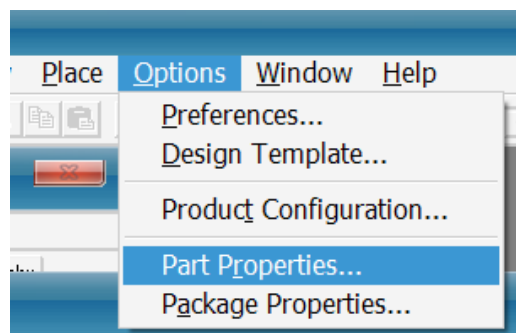 Place Options Window Help
Preferences...
Design Template...
Product Configuration...
Part Properties...
Package Properties...